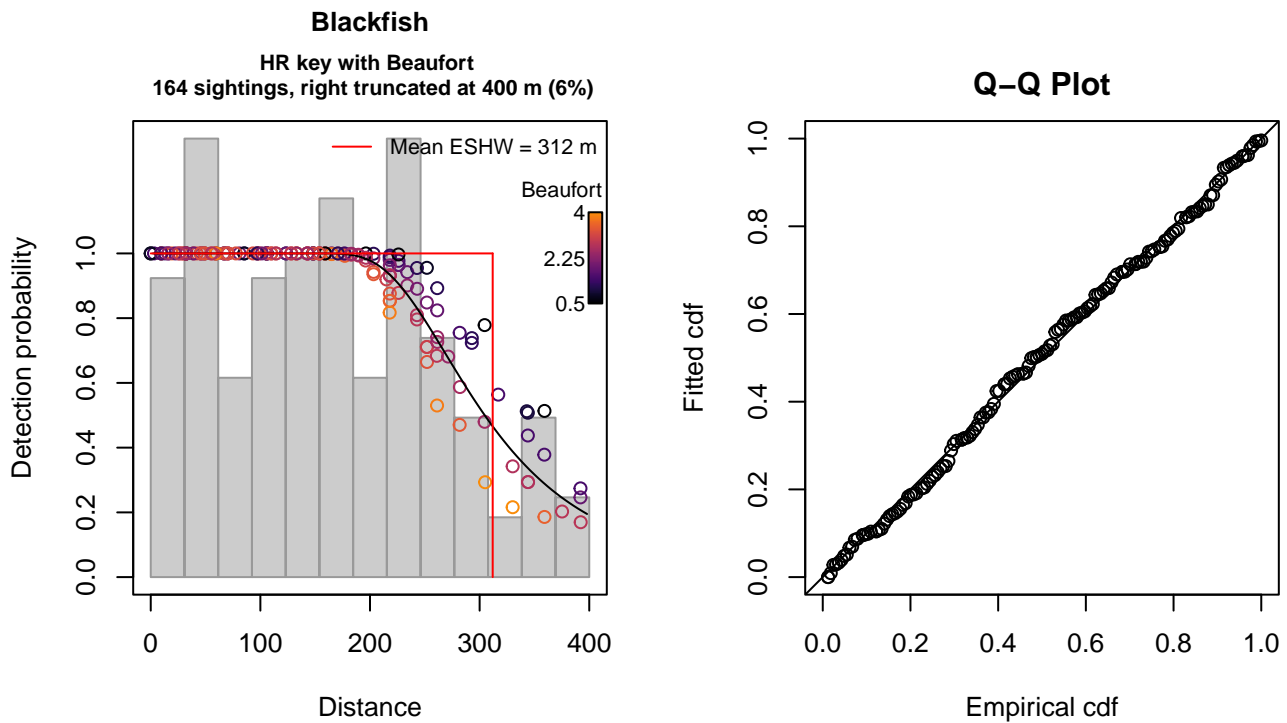 Blackfish
HR key with Beaufort
164 sightings, right truncated at 400 m (6%)
Mean ESHW = 312 m
Beaufort
4
2.25
0.5
Detection probability
1.0
0.8
0.6
0.4
0.2
0.0
0 100 200 300 400
Distance
Q−Q Plot
Fitted cdf
1.0
0.8
0.6
0.4
0.2
0.0
0.0 0.2 0.4 0.6 0.8 1.0
Empirical cdf